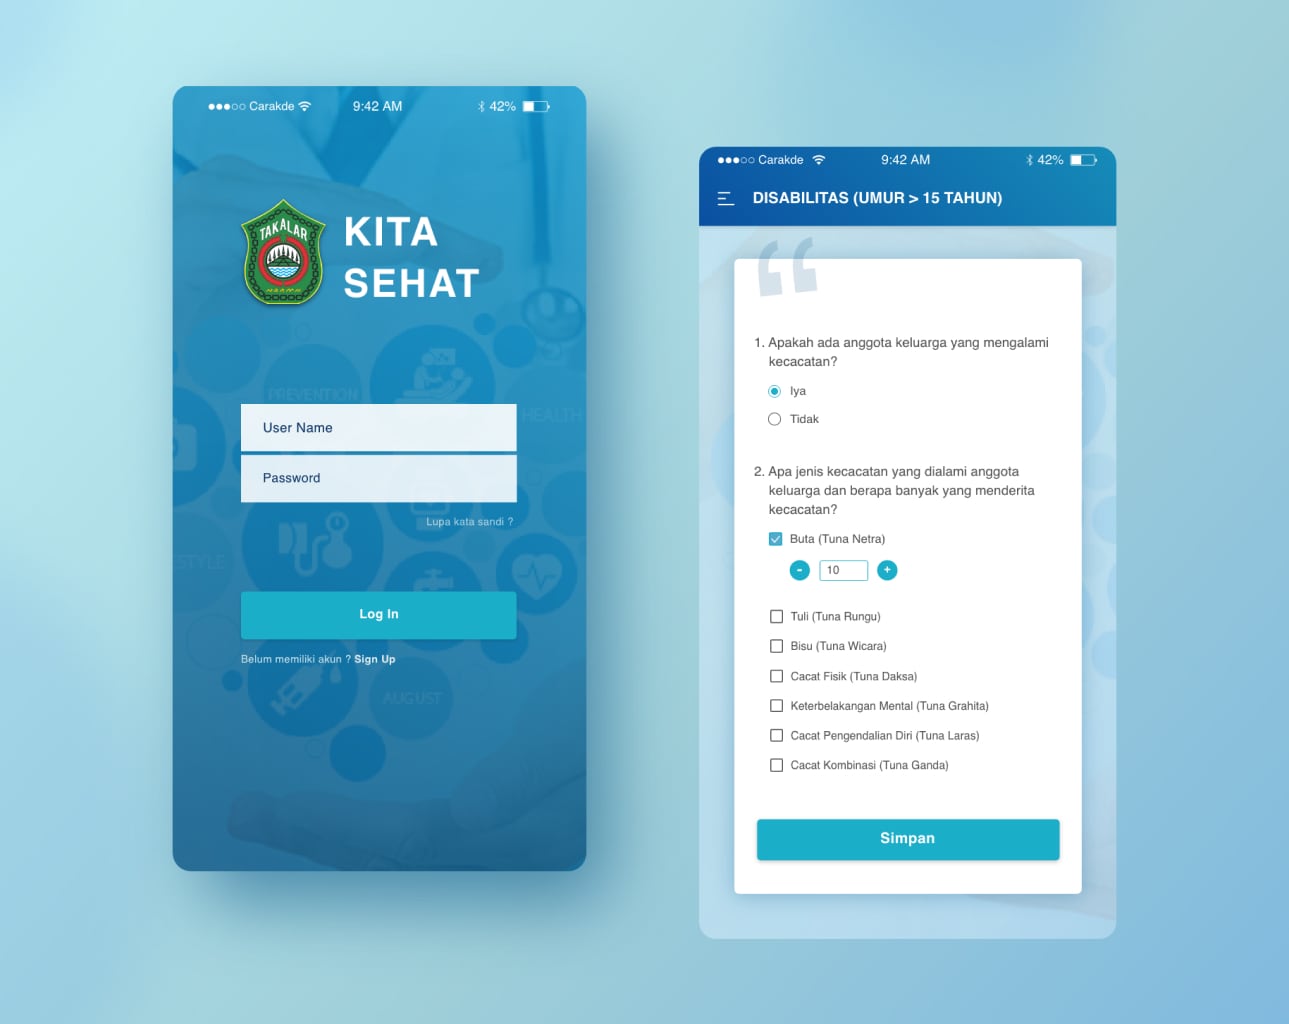 Carakde
9:42 AM
42%
TAKALAR
KITA
SEHAT
PREVENTION
HEALTH
User Name
Password
Lupa kata sandi ?
Log In
Belum memiliki akun ? Sign Up
AUGUST
Carakde
9:42 AM
42%
DISABILITAS (UMUR > 15 TAHUN)
“
1. Apakah ada anggota keluarga yang mengalami
kecacatan?
Iya
Tidak
2. Apa jenis kecacatan yang dialami anggota
keluarga dan berapa banyak yang menderita
kecacatan?
Buta (Tuna Netra)
- 10 +
Tuli (Tuna Rungu)
Bisu (Tuna Wicara)
Cacat Fisik (Tuna Daksa)
Keterbelakangan Mental (Tuna Grahita)
Cacat Pengendalian Diri (Tuna Laras)
Cacat Kombinasi (Tuna Ganda)
Simpan